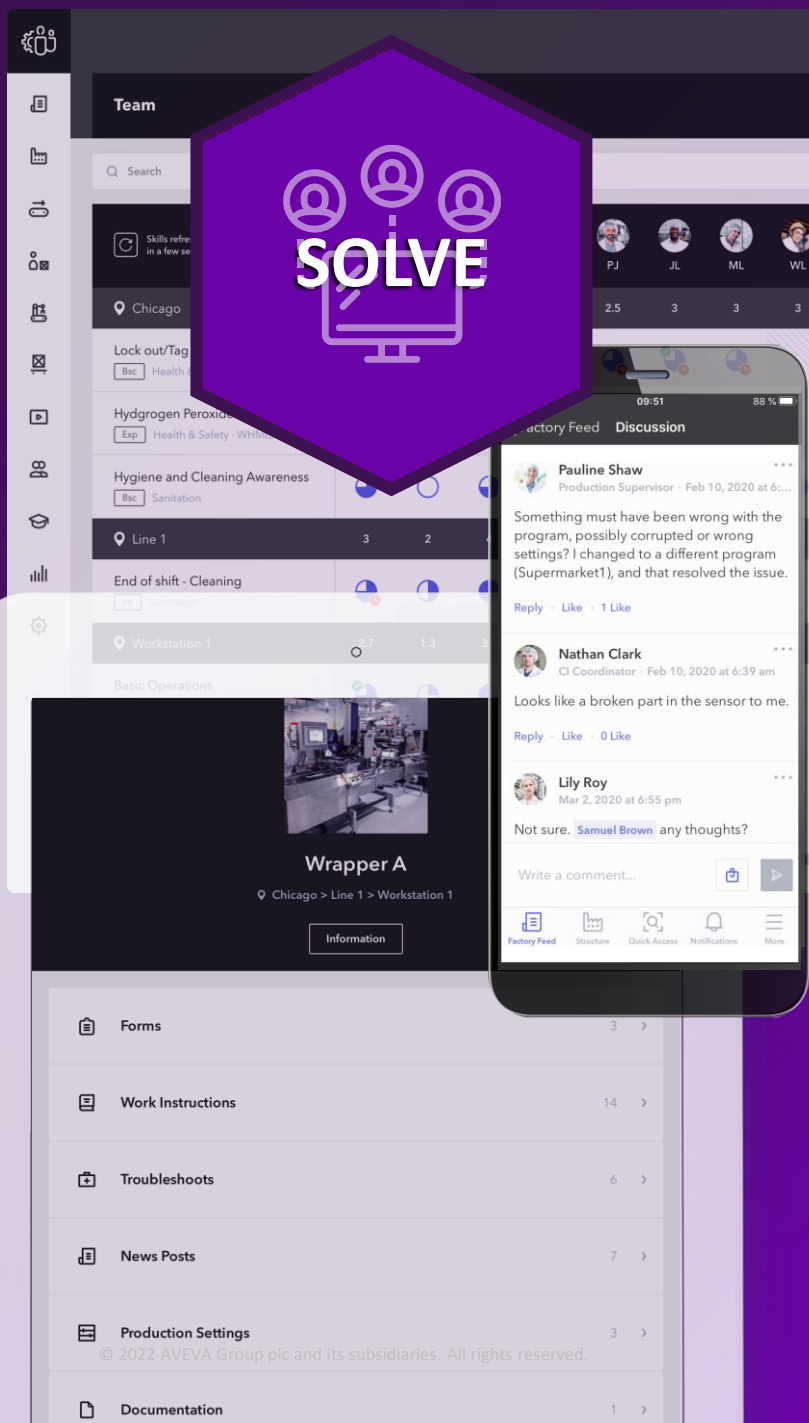 Team
Search
SOLVE
Skills refre
in a few se
PJ JL ML WL
Chicago 2.5 3 3 3
Lock out/Tag
Bsc Health &
Hydgrogen Peroxide
Exp Health & Safety · WHMIS
Hygiene and Cleaning Awareness
Bsc Sanitation
Line 1 3 2 4
End of shift - Cleaning
Int Sanitation
Workstation 1 2.7 1.3 3
Basic Operations
09:51 88 %
Factory Feed Discussion
Pauline Shaw
Production Supervisor · Feb 10, 2020 at 6:...
Something must have been wrong with the
program, possibly corrupted or wrong
settings? I changed to a different program
(Supermarket1), and that resolved the issue.
Reply · Like · 1 Like
Nathan Clark
CI Coordinator · Feb 10, 2020 at 6:39 am
Looks like a broken part in the sensor to me.
Reply · Like · 0 Like
Lily Roy
Mar 2, 2020 at 6:55 pm
Not sure. Samuel Brown any thoughts?
Write a comment...
Factory Feed Structure Quick Access Notifications More
Wrapper A
Chicago > Line 1 > Workstation 1
Information
Forms 3
Work Instructions 14
Troubleshoots 6
News Posts 7
Production Settings 3
© 2022 AVEVA Group plc and its subsidiaries. All rights reserved.
Documentation 1